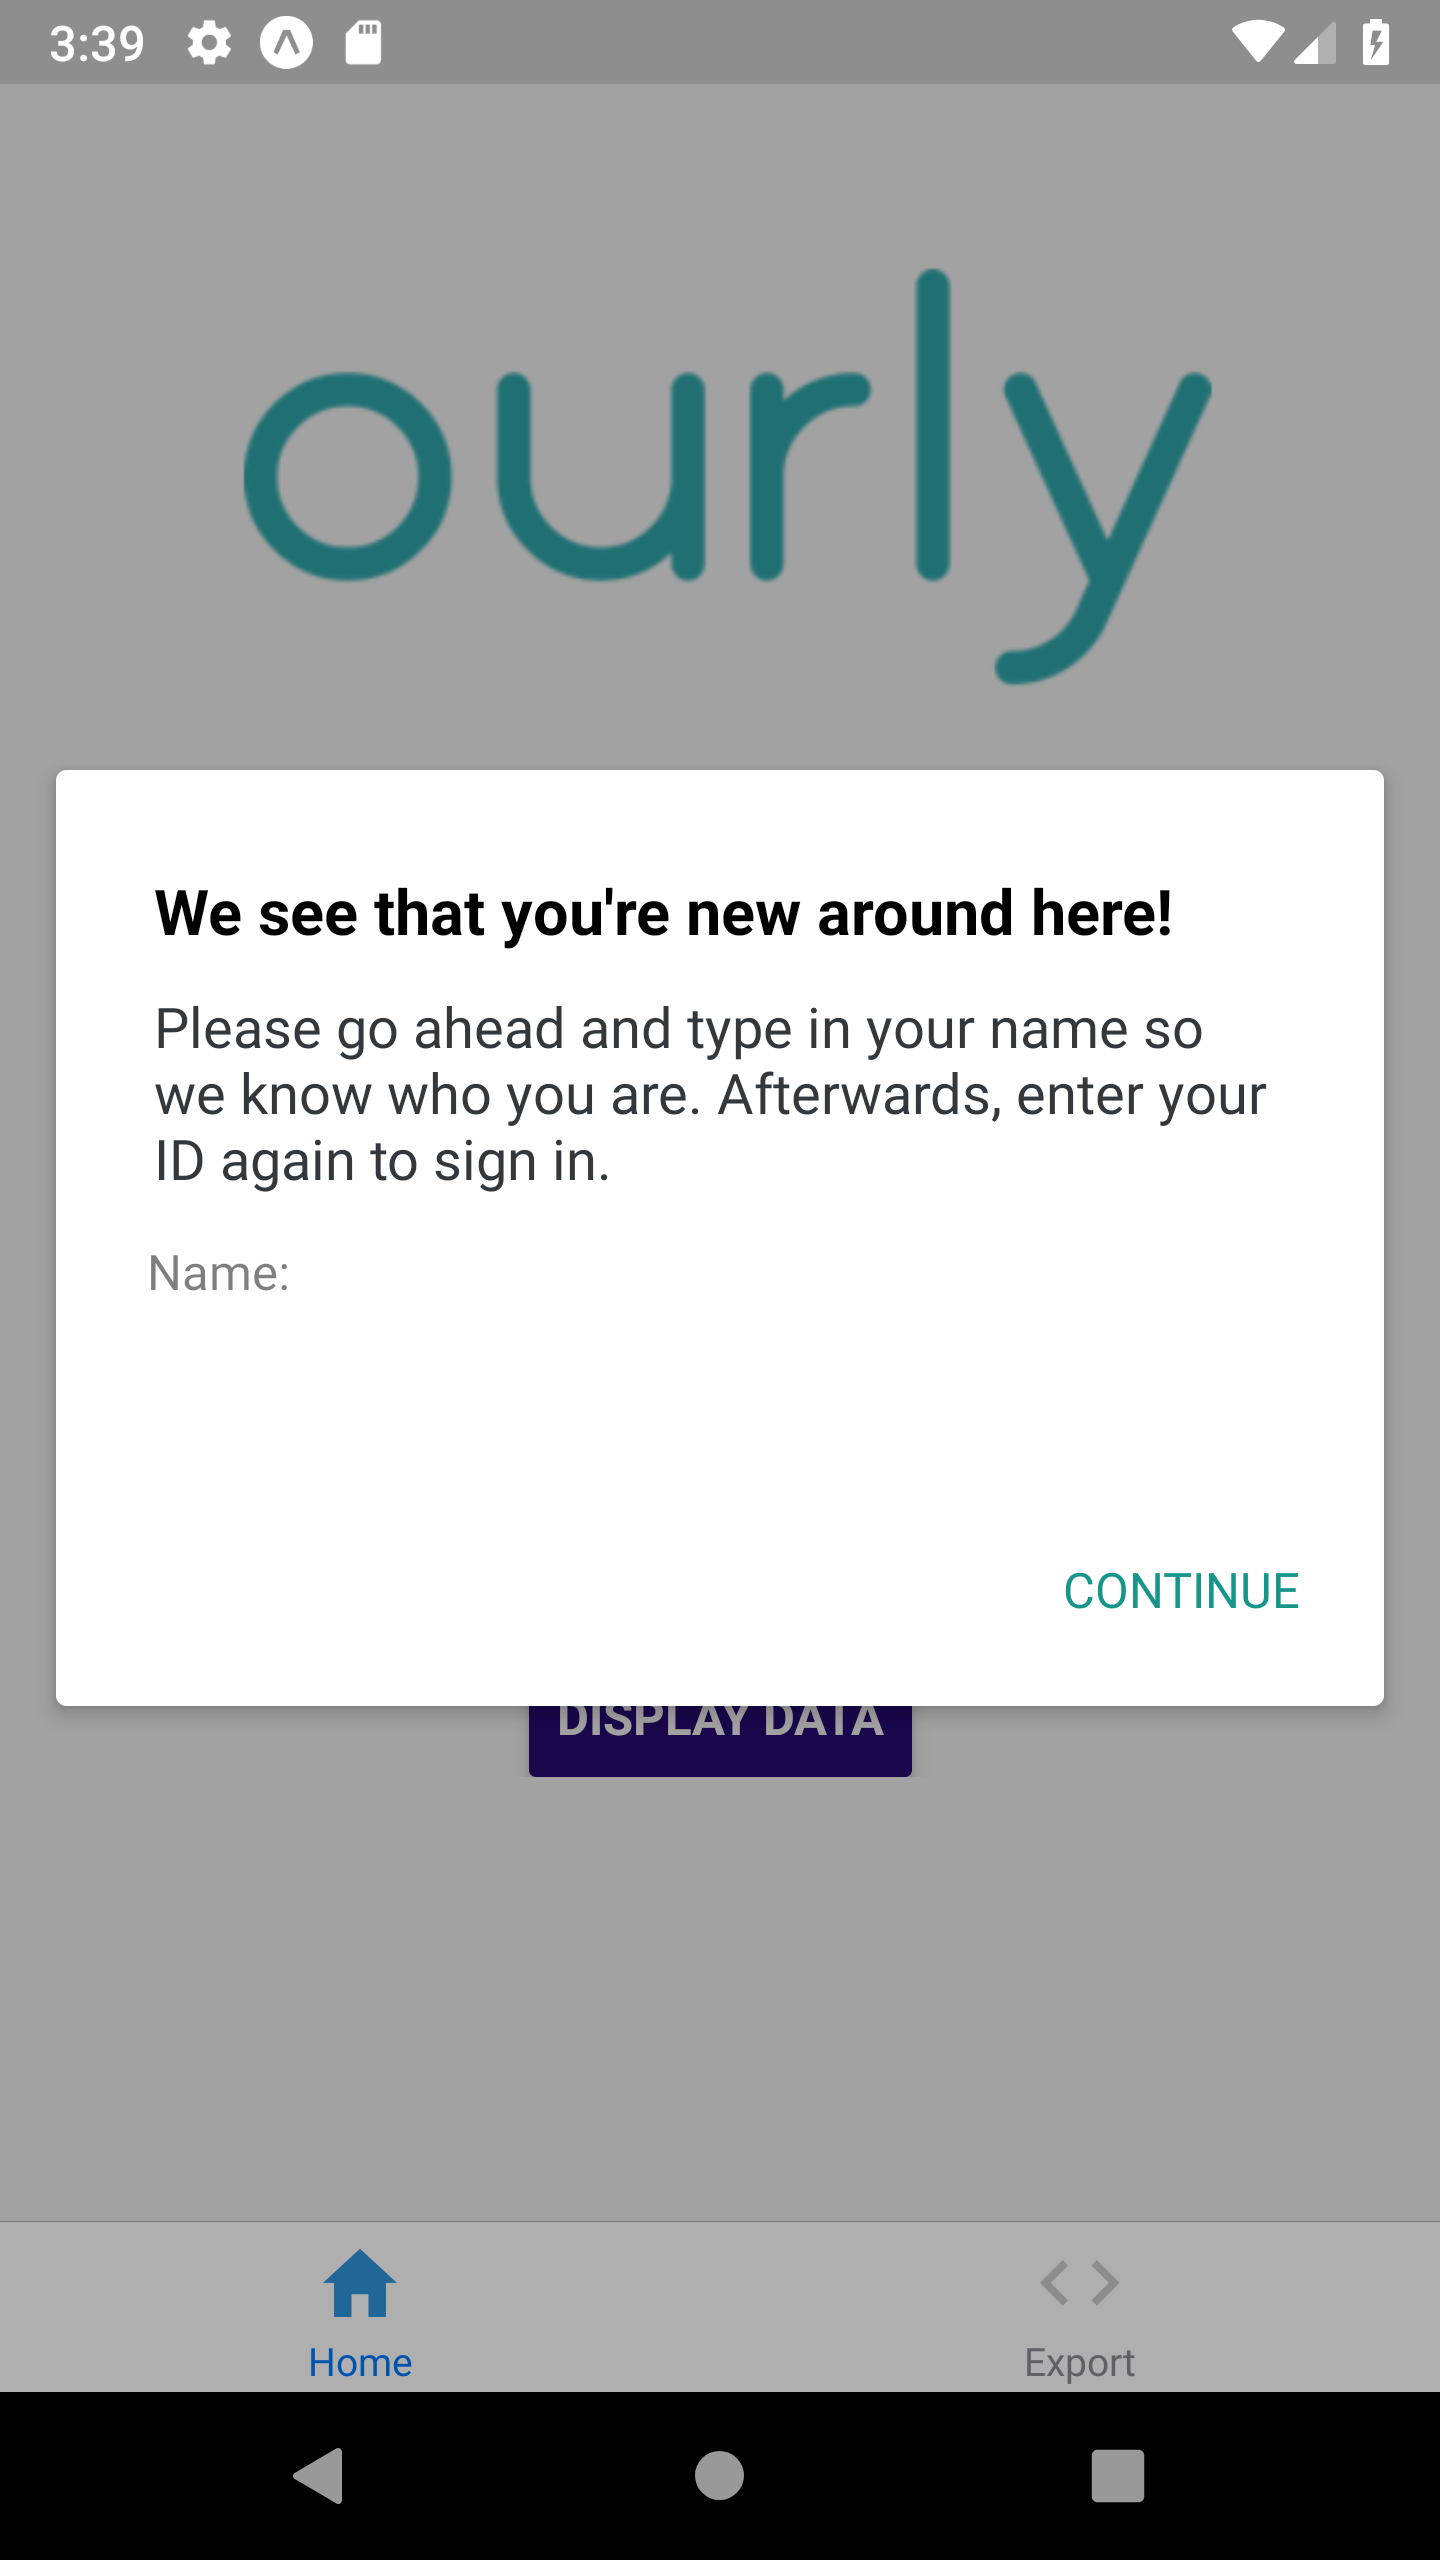 3:39
ourly
We see that you're new around here!
Please go ahead and type in your name so
we know who you are. Afterwards, enter your
ID again to sign in.
Name:
CONTINUE
DISPLAY DATA
Home
Export